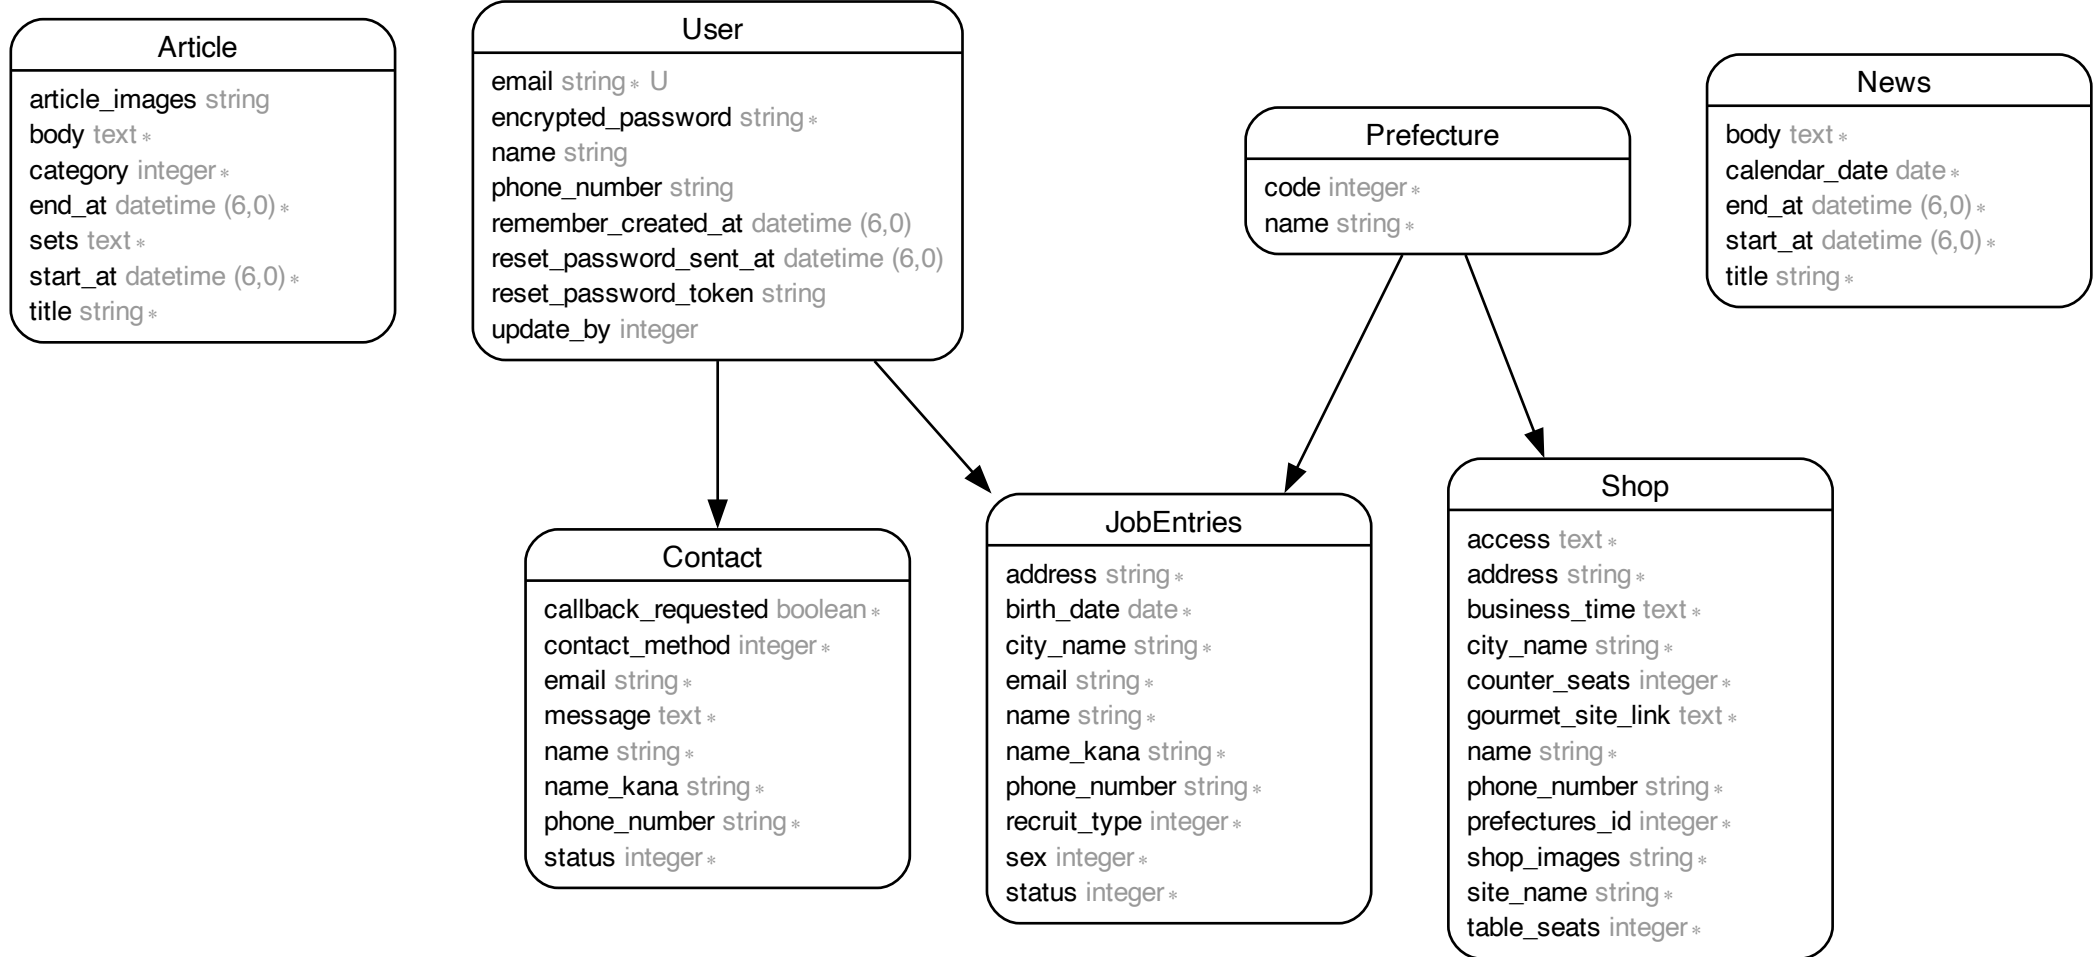 Article
article_images string
body text *
category integer *
end_at datetime (6,0) *
sets text *
start_at datetime (6,0) *
title string *
User
email string * U
encrypted_password string *
name string
phone_number string
remember_created_at datetime (6,0)
reset_password_sent_at datetime (6,0)
reset_password_token string
update_by integer
Prefecture
code integer *
name string *
News
body text *
calendar_date date *
end_at datetime (6,0) *
start_at datetime (6,0) *
title string *
Contact
callback_requested boolean *
contact_method integer *
email string *
message text *
name string *
name_kana string *
phone_number string *
status integer *
JobEntries
address string *
birth_date date *
city_name string *
email string *
name string *
name_kana string *
phone_number string *
recruit_type integer *
sex integer *
status integer *
Shop
access text *
address string *
business_time text *
city_name string *
counter_seats integer *
gourmet_site_link text *
name string *
phone_number string *
prefectures_id integer *
shop_images string *
site_name string *
table_seats integer *